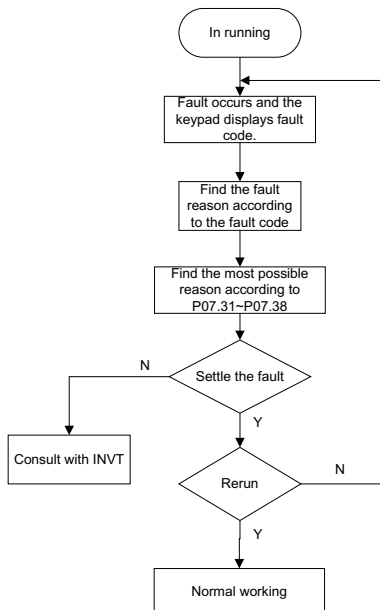 In running
Fault occurs and the
keypad displays fault
code.
Find the fault
reason according
to the fault code
Find the most possible
reason according to
P07.31~P07.38
N
Settle the fault
Y
Consult with INVT
Rerun
N
Y
Normal working